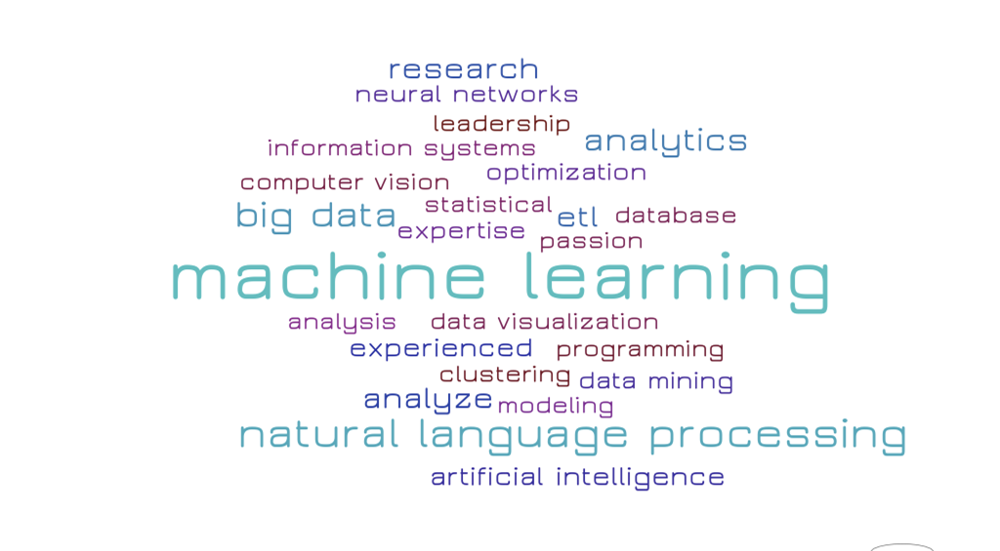 research
neural networks
leadership
analytics
information systems
optimization
computer vision
statistical
big data
etl
database
expertise
passion
machine learning
analysis
data visualization
experienced
programming
clustering
data mining
analyze
modeling
natural language processing
artificial intelligence